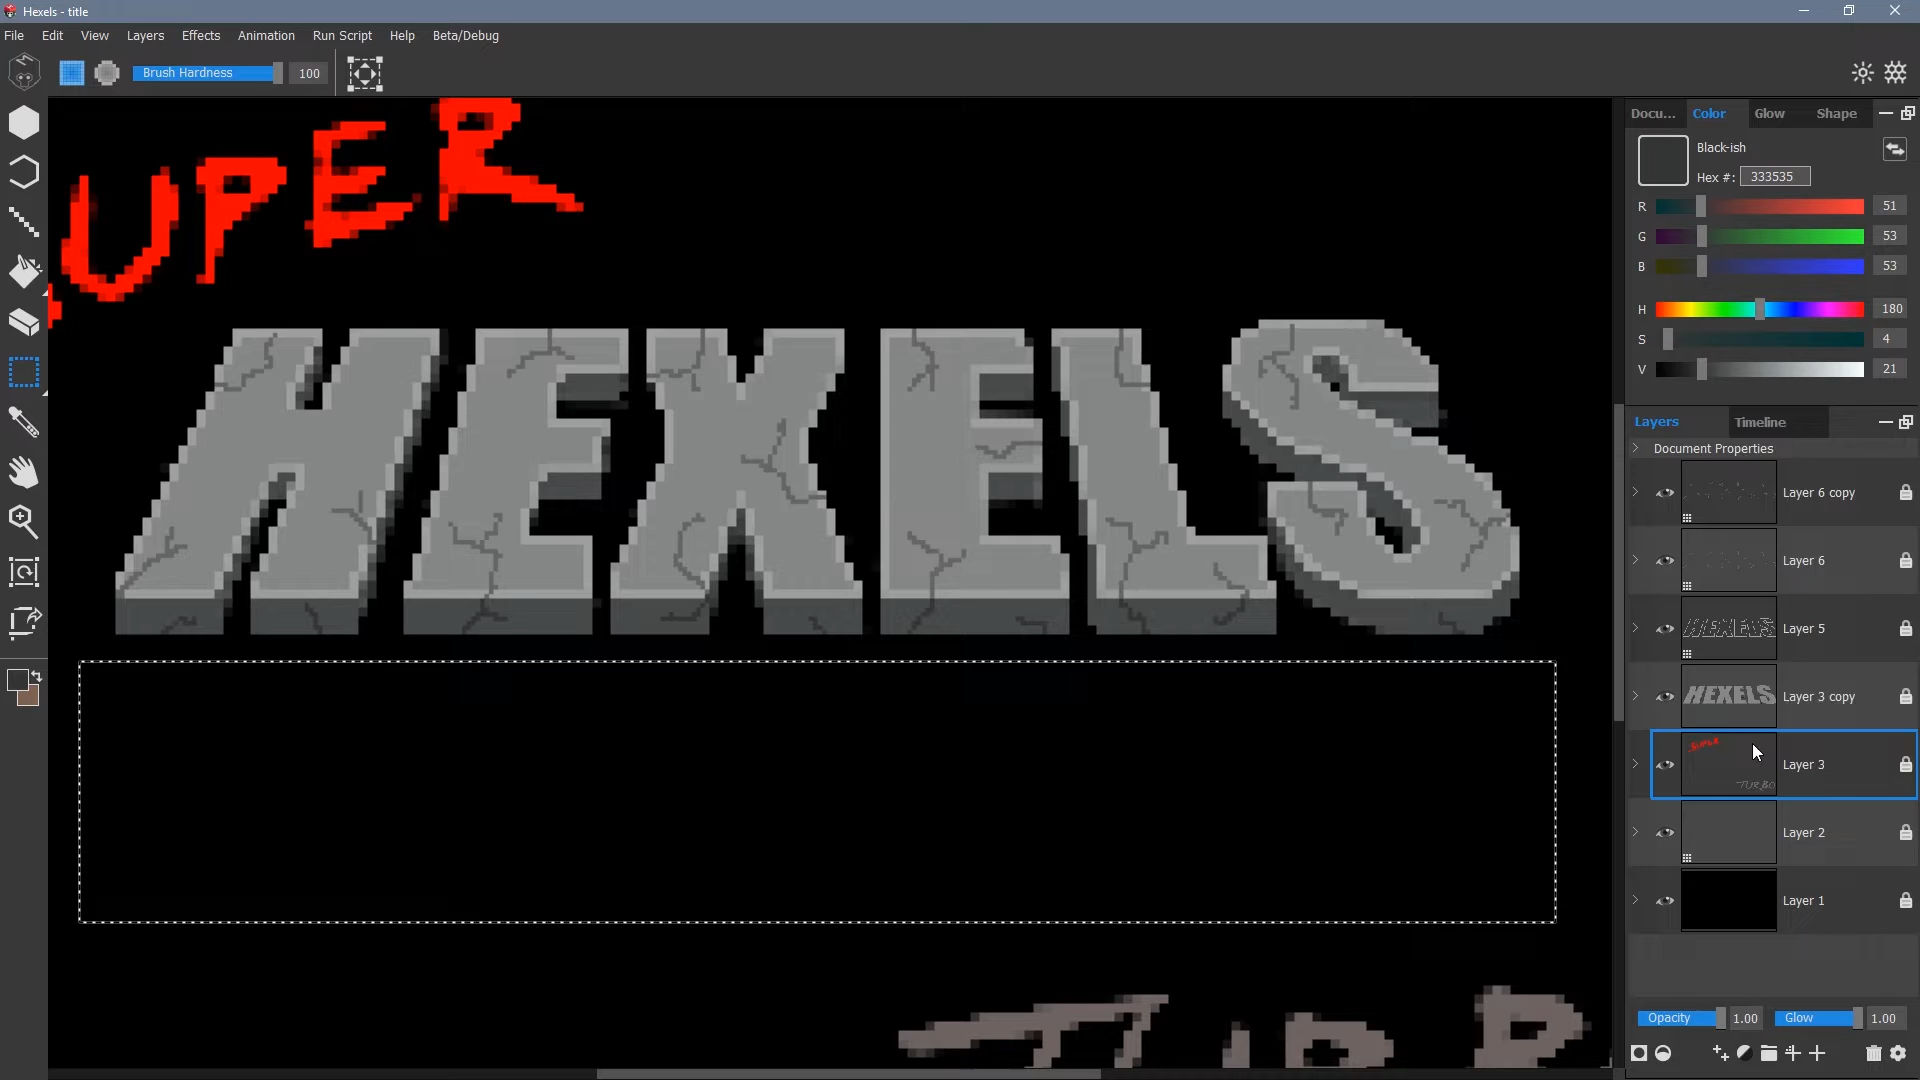 Hexels - title
File Edit View Layers Effects Animation Run Script Help Beta/Debug
Brush Hardness 100
Docu... Color Glow Shape
Black-ish
Hex #: 333535
R 51
G 53
B 53
H 180
S 4
V 21
UPER
HEXELS
Layers Timeline
Document Properties
Layer 6 copy
Layer 6
HEXELS Layer 5
HEXELS Layer 3 copy
SUPER
Layer 3
TURBO
Layer 2
Layer 1
Opacity 1.00 Glow 1.00